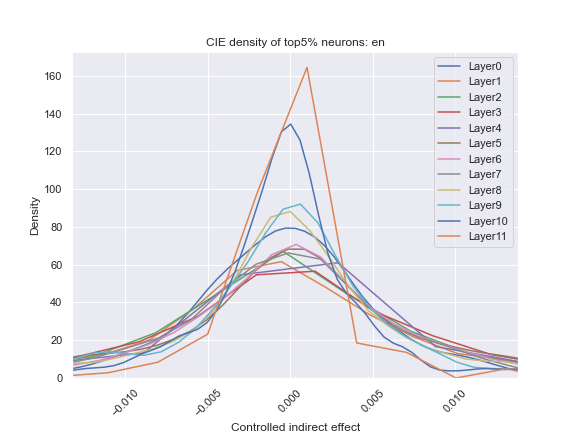 CIE density of top5% neurons: en
160
140
120
100
80
60
40
20
0
Density
Layer0
Layer1
Layer2
Layer3
Layer4
Layer5
Layer6
Layer7
Layer8
Layer9
Layer10
Layer11
−0.010
−0.005
0.000
0.005
0.010
Controlled indirect effect